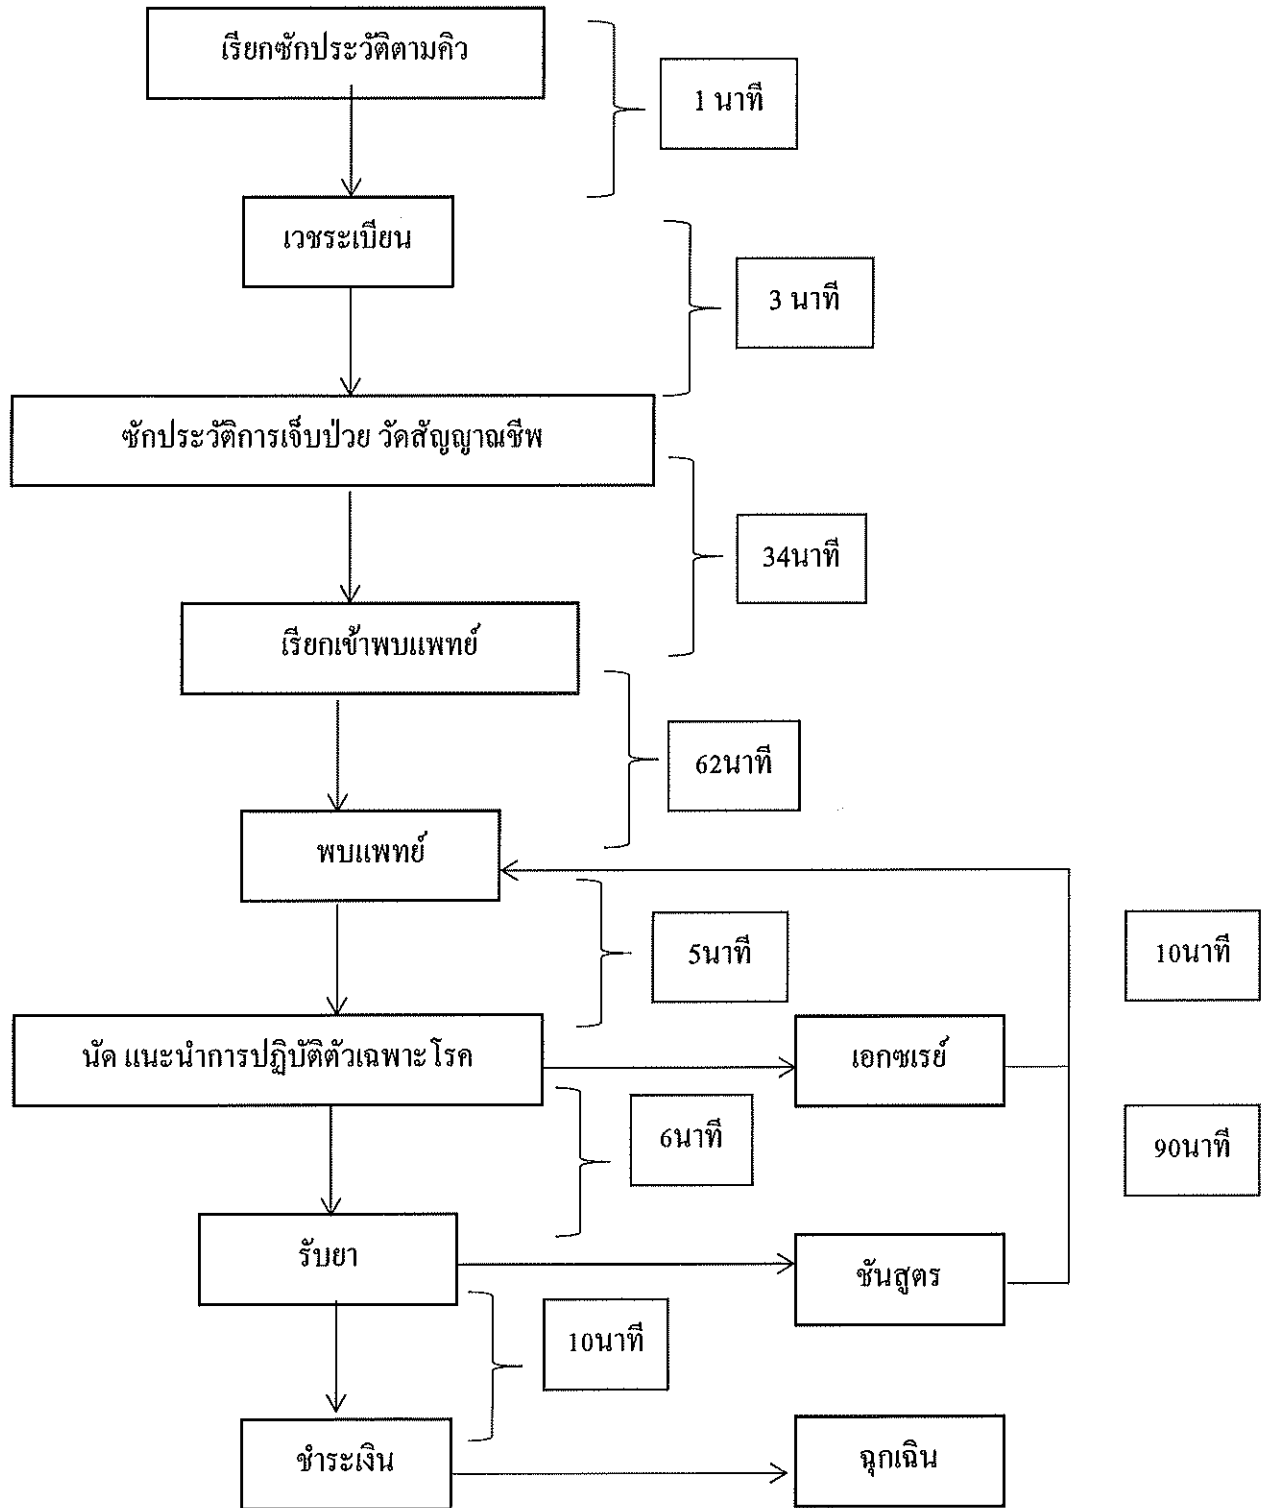 เรียกซักประวัติตามคิว
1 นาที
เวชระเบียน
3 นาที
ซักประวัติการเจ็บป่วย วัดสัญญาณชีพ
34นาที
เรียกเข้าพบแพทย์
62นาที
พบแพทย์
5นาที
10นาที
นัด แนะนำการปฏิบัติตัวเฉพาะโรค
เอกซเรย์
6นาที
90นาที
รับยา
ชันสูตร
10นาที
ชำระเงิน
ฉุกเฉิน